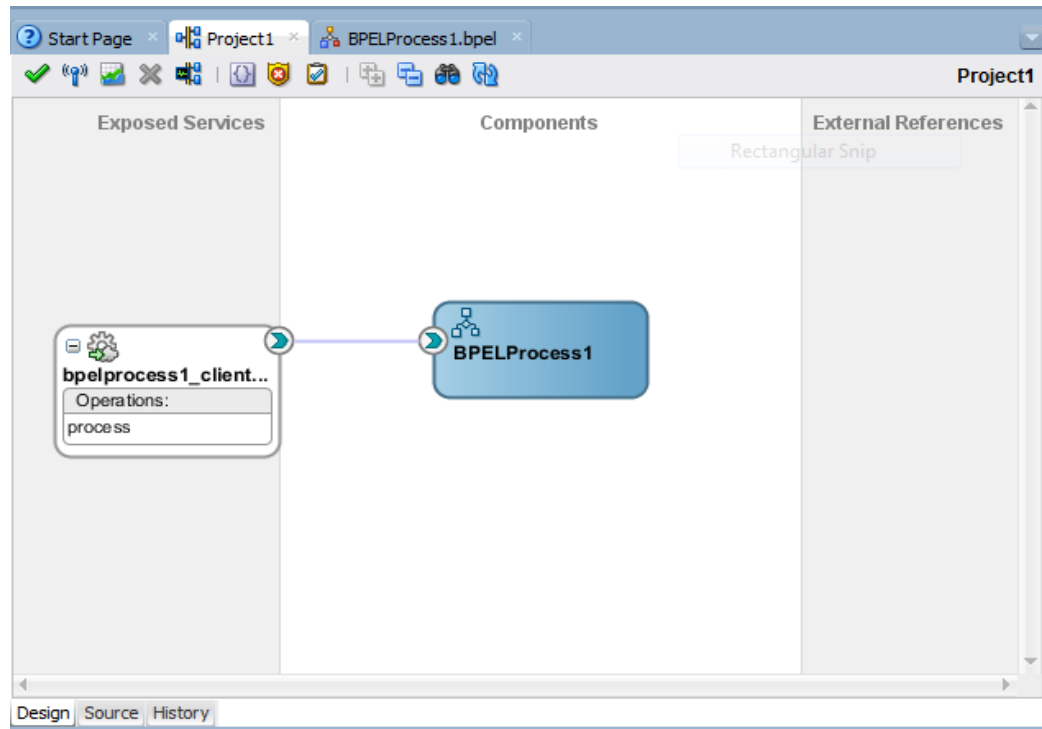 Start Page Project1 BPELProcess1.bpel
Project1
Exposed Services Components External References
Rectangular Snip
BPELProcess1
bpelprocess1_client...
Operations:
process
Design Source History